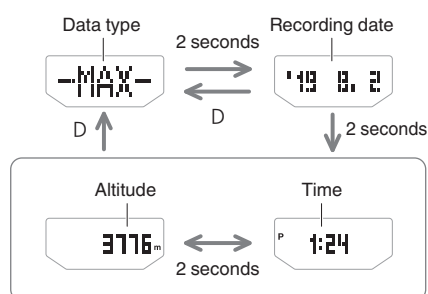 Data type
Recording date
2 seconds
-MAX-
'19 8. 2
D
D
2 seconds
Altitude
Time
3776m
P 1:24
2 seconds